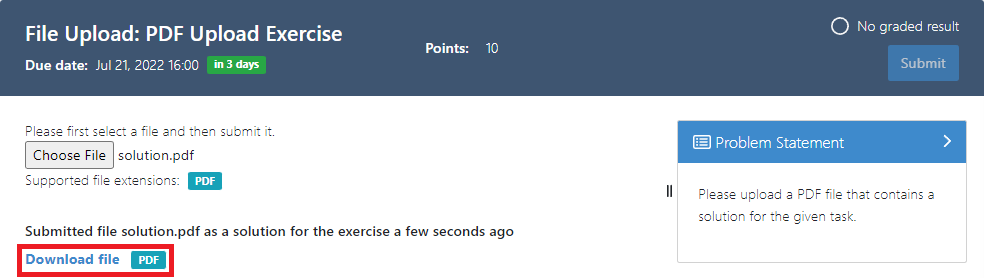 File Upload: PDF Upload Exercise
Points: 10
No graded result
Due date: Jul 21, 2022 16:00 in 3 days
Submit
Please first select a file and then submit it.
Choose File solution.pdf
Supported file extensions: PDF
Submitted file solution.pdf as a solution for the exercise a few seconds ago
Download file PDF
Problem Statement
Please upload a PDF file that contains a
solution for the given task.